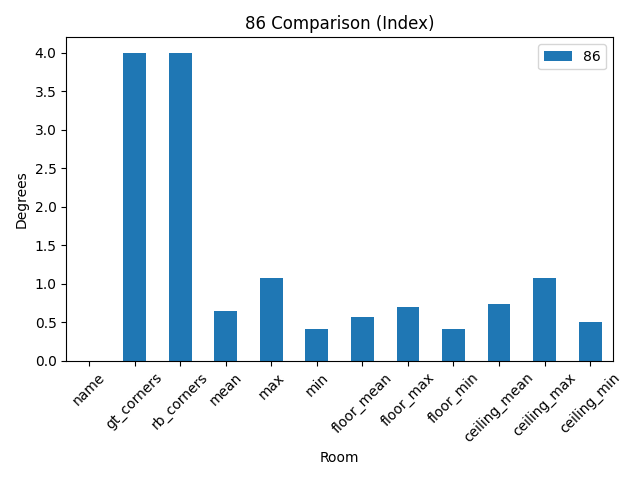 86 Comparison (Index)
86
Degrees
4.0
3.5
3.0
2.5
2.0
1.5
1.0
0.5
0.0
name
gt_corners
rb_corners
mean
max
min
floor_mean
floor_max
floor_min
ceiling_mean
ceiling_max
ceiling_min
Room